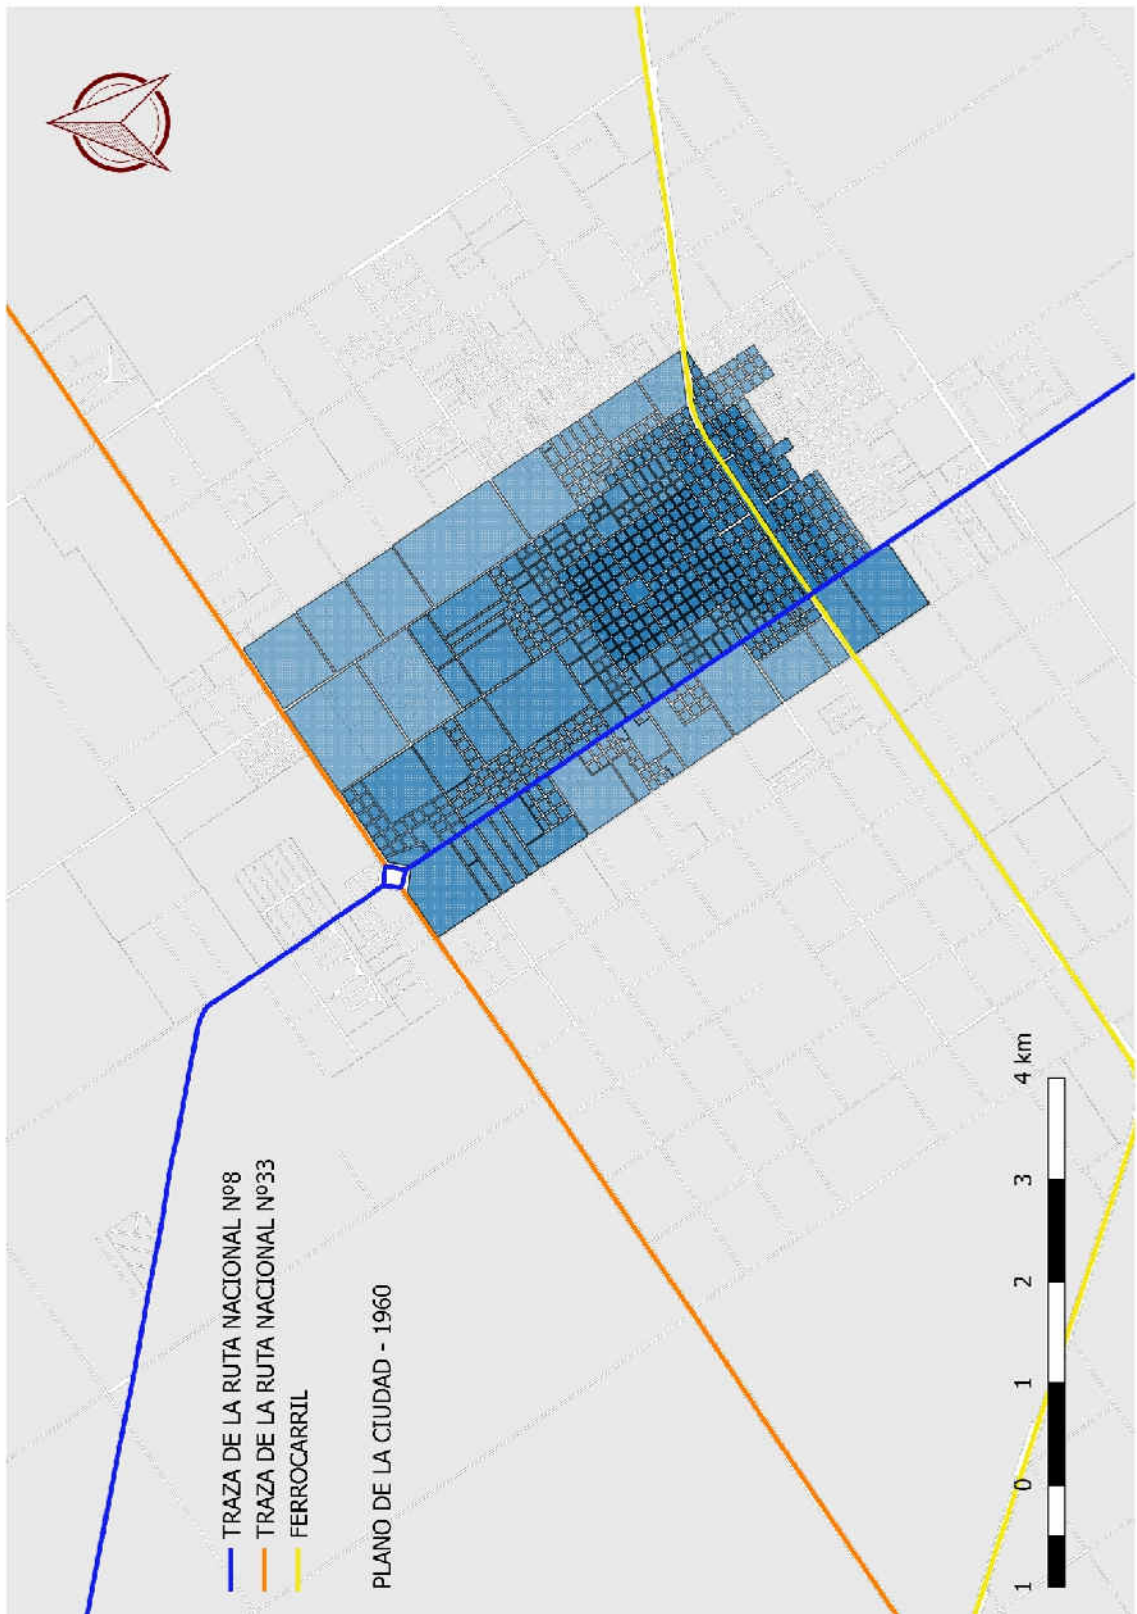 TRAZA DE LA RUTA NACIONAL Nº8
TRAZA DE LA RUTA NACIONAL Nº33
FERROCARRIL
PLANO DE LA CIUDAD - 1960
1 0 1 2 3 4 km